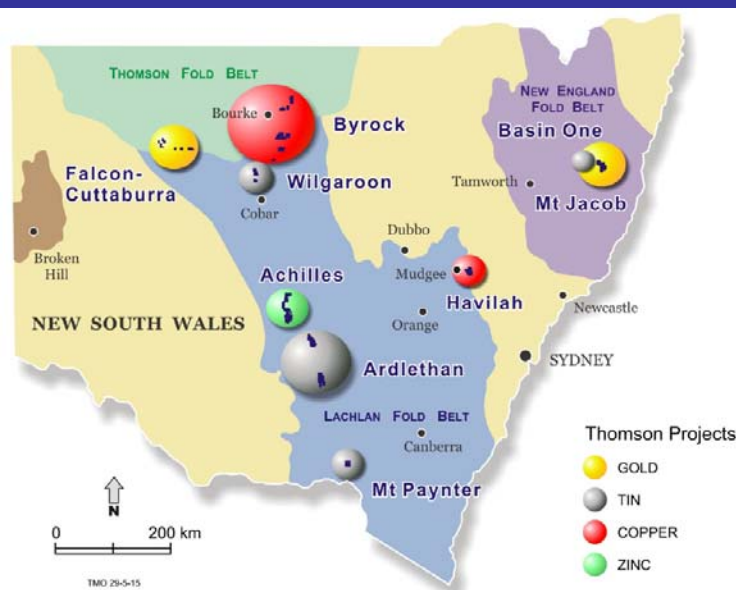 THOMSON FOLD BELT
Bourke
Byrock
NEW ENGLAND
FOLD BELT
Basin One
Falcon-
Cuttaburra
Wilgaroon
Cobar
Tamworth
Mt Jacob
Broken
Hill
Dubbo
Mudgee
Achilles
Havilah
Newcastle
NEW SOUTH WALES
Orange
SYDNEY
Ardlethan
LACHLAN FOLD BELT
Canberra
Mt Paynter
Thomson Projects
GOLD
TIN
COPPER
ZINC
N
0 200 km
TMO 29-5-15